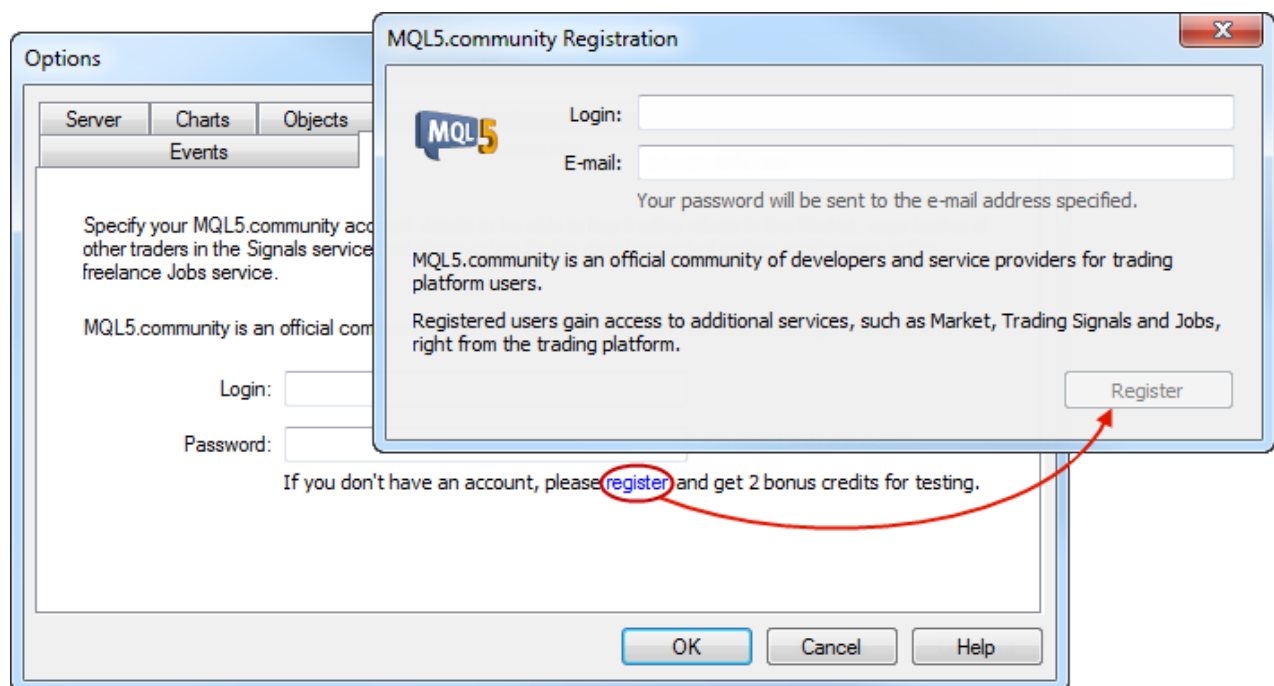 Options
Server
Charts
Objects
Events
Specify your MQL5.community acc
other traders in the Signals service
freelance Jobs service.
MQL5.community is an official com
Login:
Password:
If you don't have an account, please register and get 2 bonus credits for testing.
OK
Cancel
Help
MQL5.community Registration
MQL5
Login:
E-mail:
Your password will be sent to the e-mail address specified.
MQL5.community is an official community of developers and service providers for trading
platform users.
Registered users gain access to additional services, such as Market, Trading Signals and Jobs,
right from the trading platform.
Register